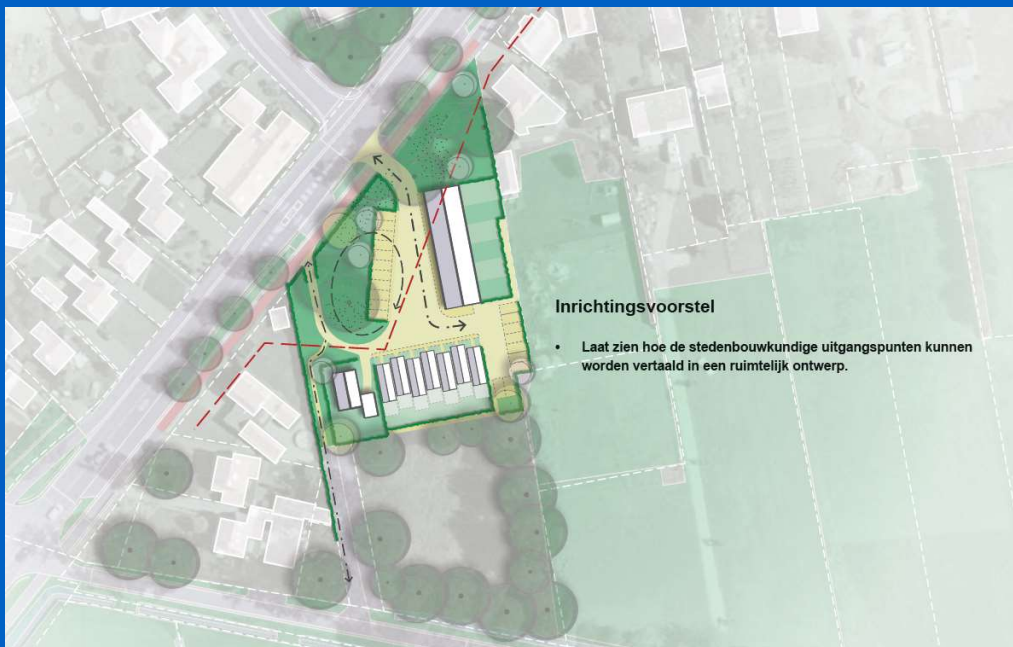 Inrichtingsvoorstel
• Laat zien hoe de stedenbouwkundige uitgangspunten kunnen
worden vertaald in een ruimtelijk ontwerp.